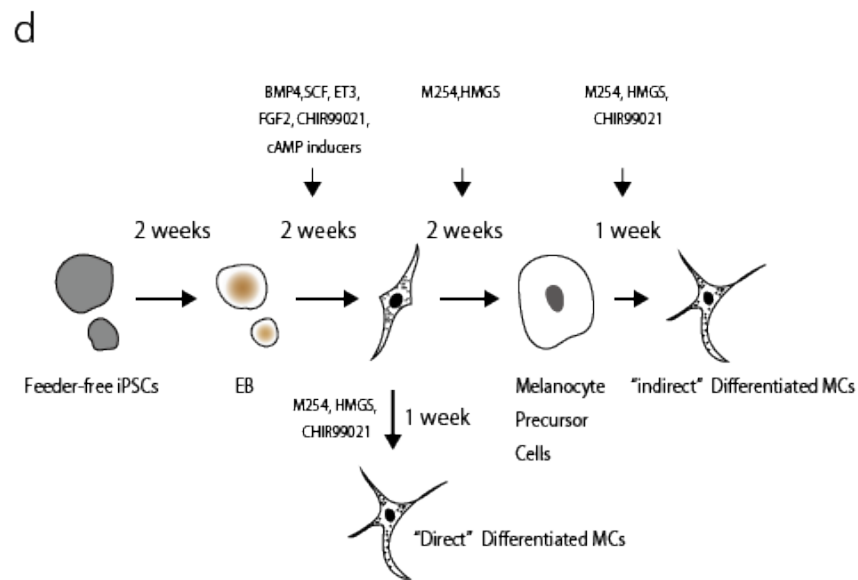 d
BMP4,SCF, ET3,
FGF2, CHIR99021,
cAMP inducers
M254,HMGS
M254, HMGS,
CHIR99021
2 weeks
2 weeks
2 weeks
1 week
Feeder-free iPSCs
EB
Melanocyte
Precursor
Cells
"indirect" Differentiated MCs
M254, HMGS,
CHIR99021
1 week
"Direct" Differentiated MCs